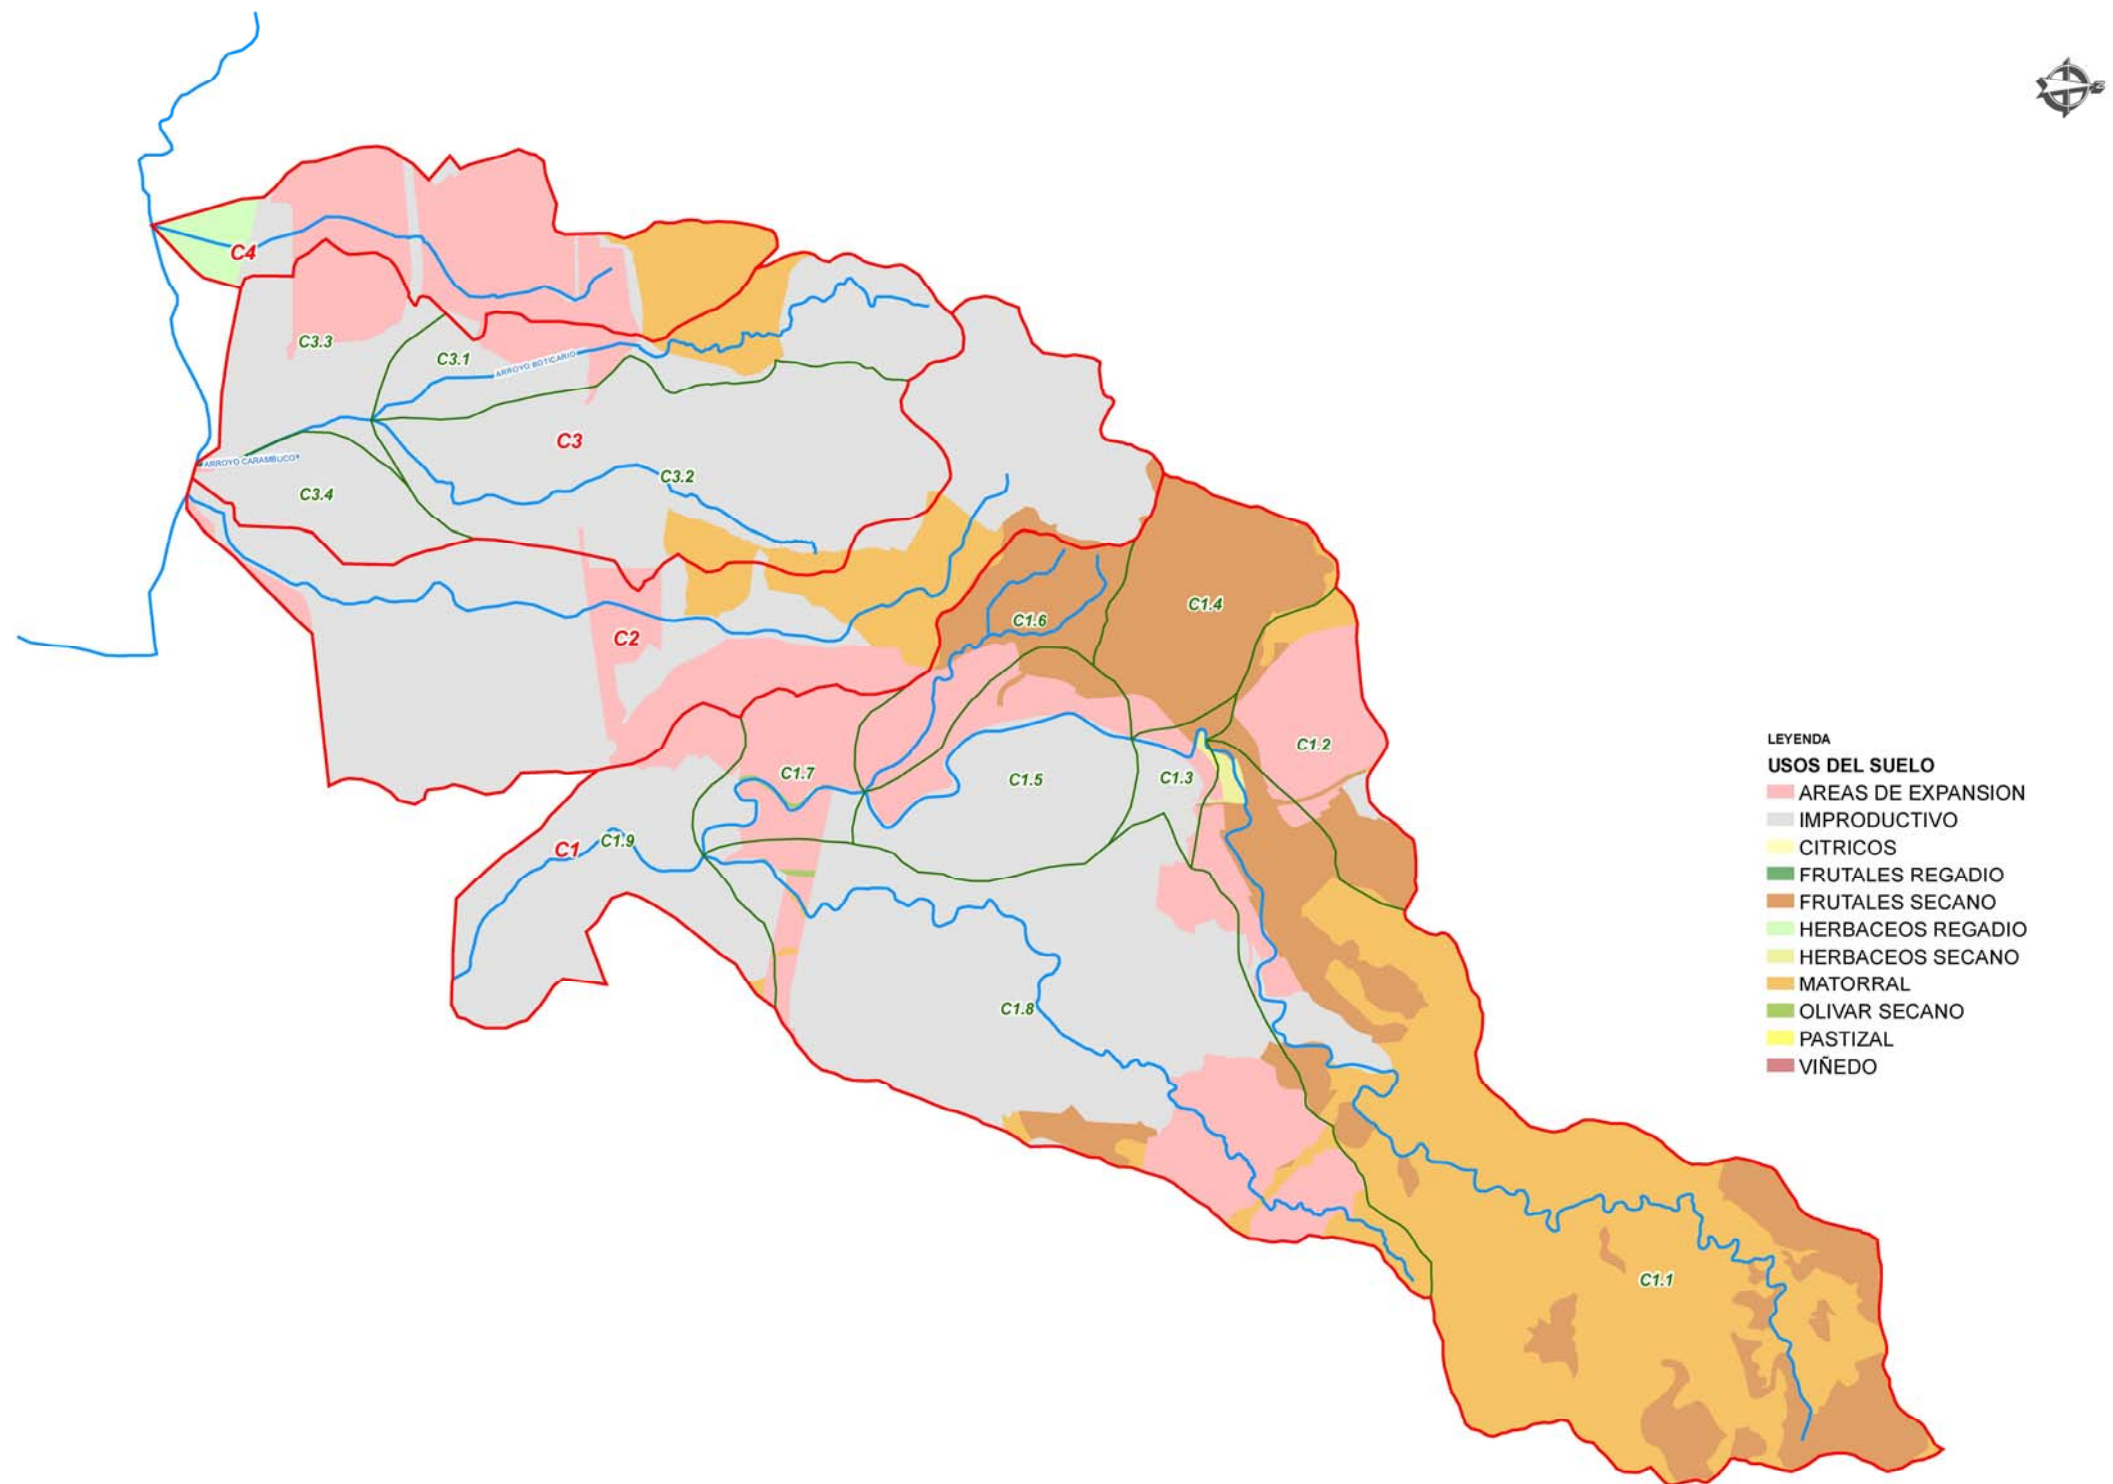 C4
C3.3
C3.1
ARROYO BOTICARIO
C3
ARROYO CARAMBUCO
C3.2
C3.4
C2
C1.6
C1.4
C1.2
C1.7
C1.5
C1.3
C1
C1.9
C1.8
C1.1
LEYENDA
USOS DEL SUELO
AREAS DE EXPANSION
IMPRODUCTIVO
CITRICOS
FRUTALES REGADIO
FRUTALES SECANO
HERBACEOS REGADIO
HERBACEOS SECANO
MATORRAL
OLIVAR SECANO
PASTIZAL
VIÑEDO